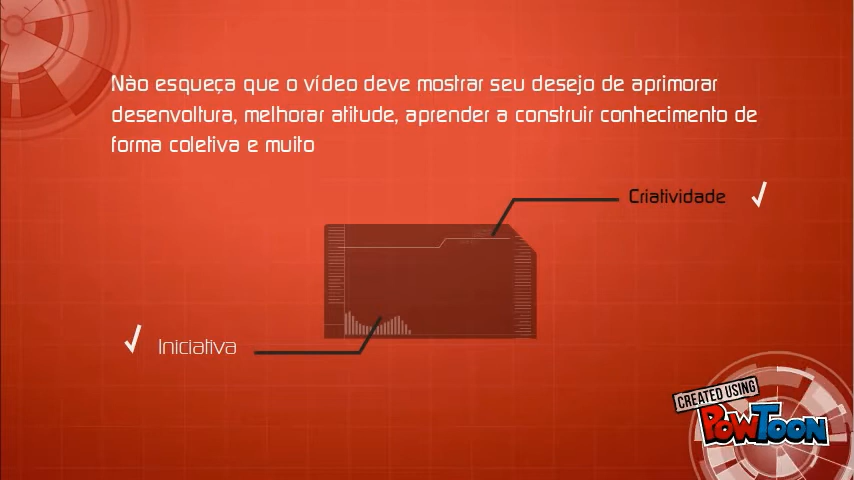 Não esqueça que o vídeo deve mostrar seu desejo de aprimorar
desenvoltura, melhorar atitude, aprender a construir conhecimento de
forma coletiva e muito
Criatividade
Iniciativa
CREATED USING
POWTOON